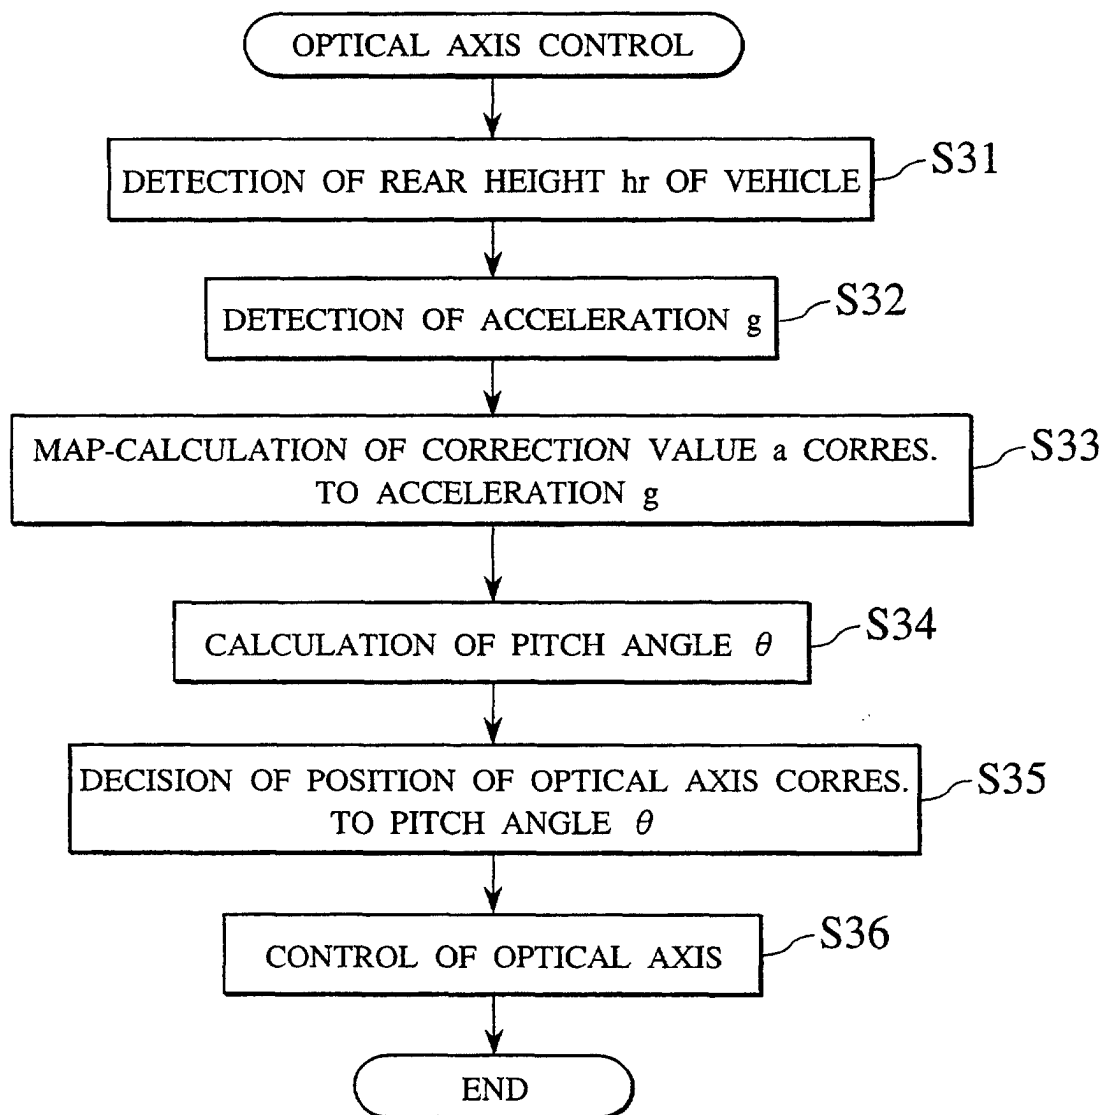 OPTICAL AXIS CONTROL
DETECTION OF REAR HEIGHT hr OF VEHICLE
S31
DETECTION OF ACCELERATION g
S32
MAP-CALCULATION OF CORRECTION VALUE a CORRES.
TO ACCELERATION g
S33
CALCULATION OF PITCH ANGLE θ
S34
DECISION OF POSITION OF OPTICAL AXIS CORRES.
TO PITCH ANGLE θ
S35
CONTROL OF OPTICAL AXIS
S36
END